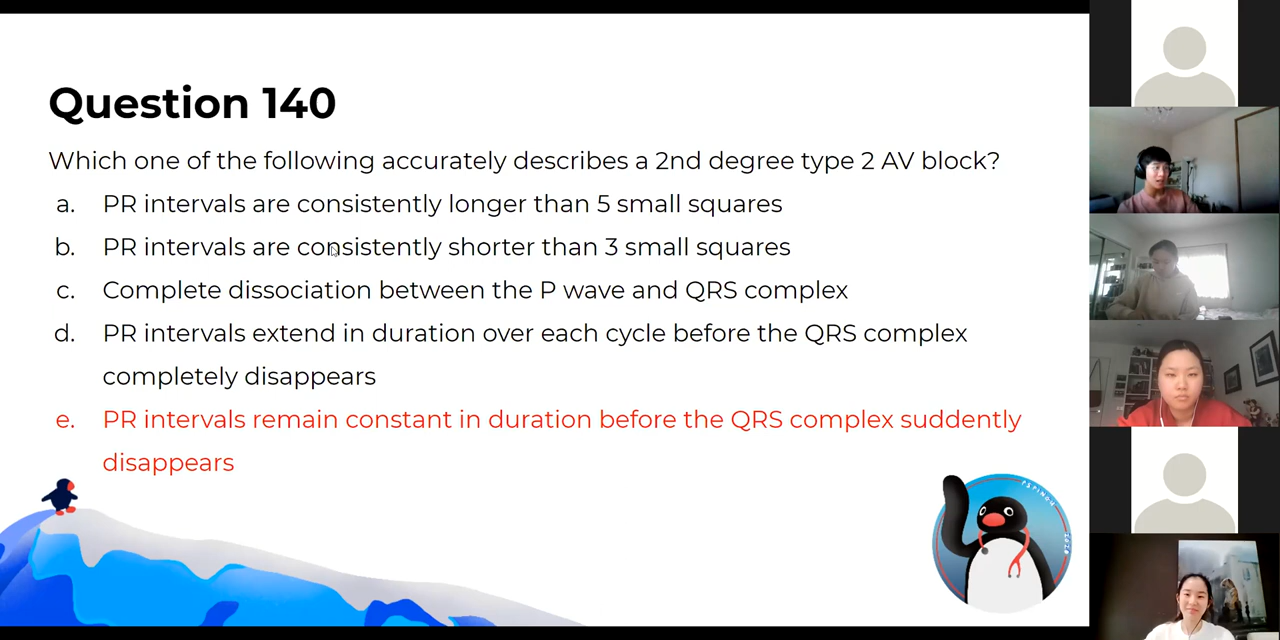 Question 140
Which one of the following accurately describes a 2nd degree type 2 AV block?
a. PR intervals are consistently longer than 5 small squares
b. PR intervals are consistently shorter than 3 small squares
c. Complete dissociation between the P wave and QRS complex
d. PR intervals extend in duration over each cycle before the QRS complex
completely disappears
e. PR intervals remain constant in duration before the QRS complex suddently
disappears